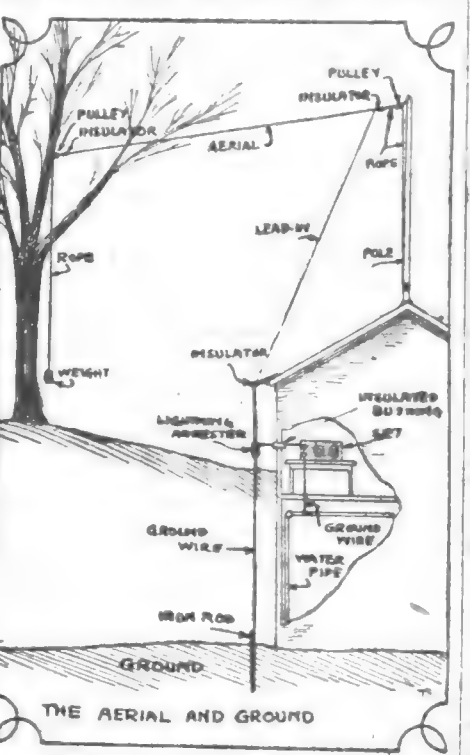 PULLEY
INSULATOR
PULLEY
INSULATOR
AERIAL
ROPE
LEAD-IN
ROPE
POLE
INSULATOR
WEIGHT
INSULATED
BUSHING
LIGHTNING
ARRESTER
SET
GROUND
WIRE
GROUND
WIRE
WATER
PIPE
IRON ROD
GROUND
THE AERIAL AND GROUND